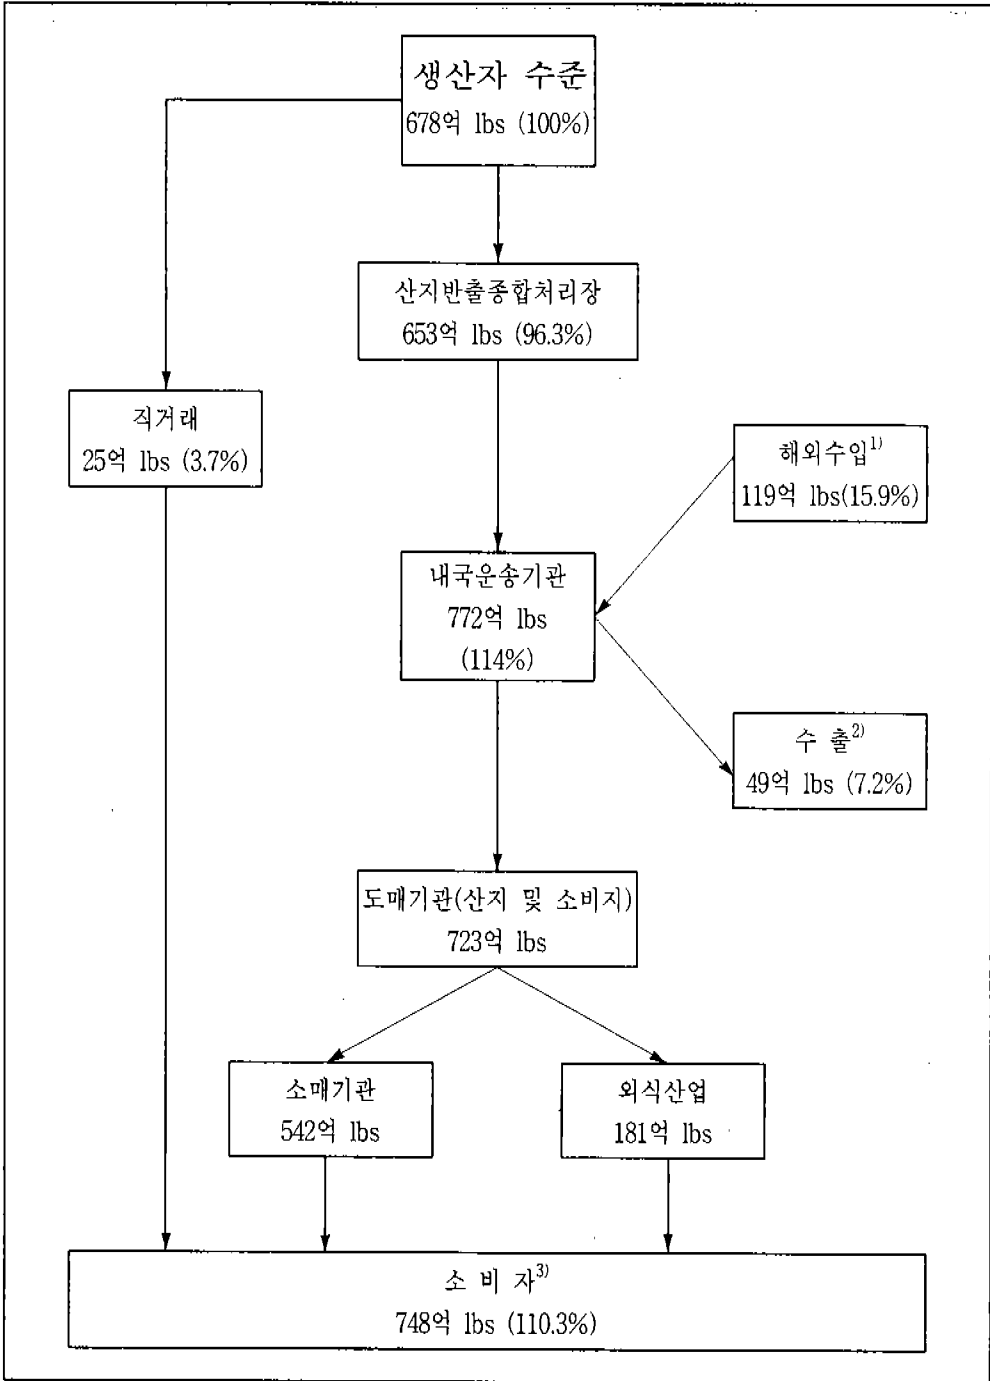 생산자 수준
678억 lbs (100%)
산지반출종합처리장
653억 lbs (96.3%)
직거래
25억 lbs (3.7%)
해외수입1)
119억 lbs(15.9%)
내국운송기관
772억 lbs
(114%)
수 출2)
49억 lbs (7.2%)
도매기관(산지 및 소비지)
723억 lbs
소매기관
542억 lbs
외식산업
181억 lbs
소 비 자3)
748억 lbs (110.3%)